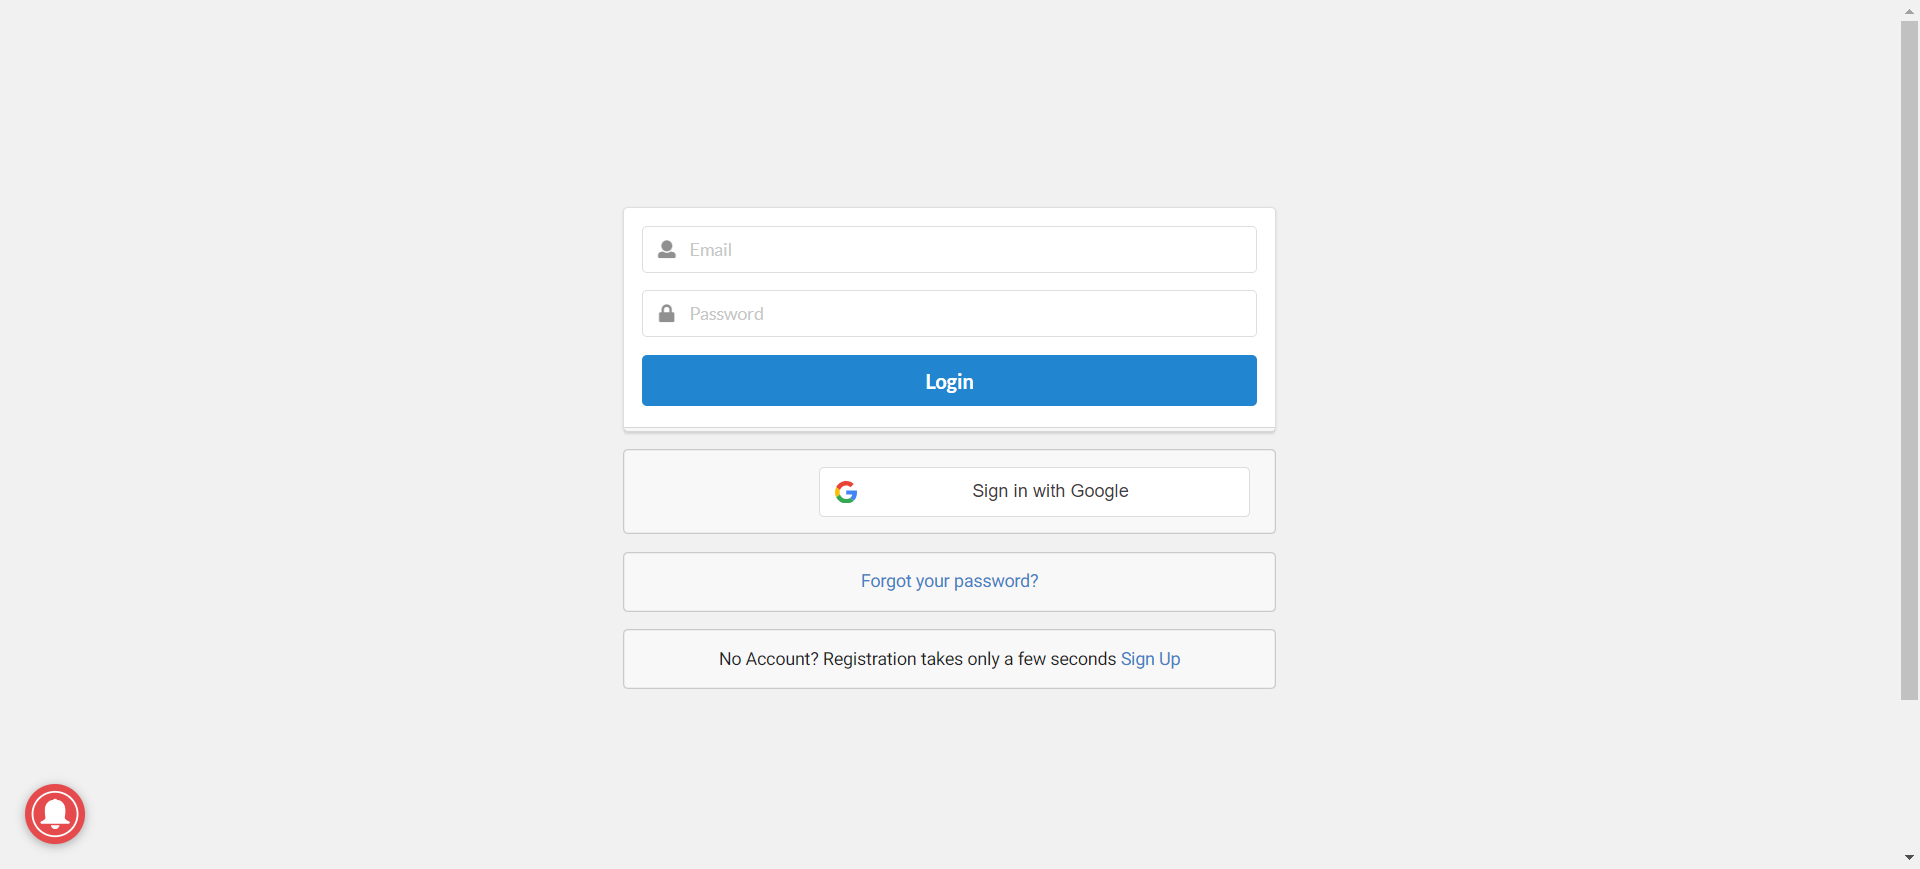 Email
Password
Login
Sign in with Google
Forgot your password?
No Account? Registration takes only a few seconds Sign Up